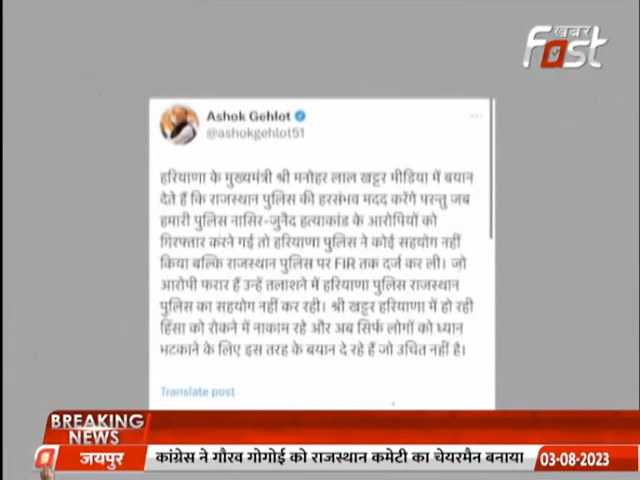 खबर
Fast
Ashok Gehlot
@ashokgehlot51
हरियाणा के मुख्यमंत्री श्री मनोहर लाल खट्टर मीडिया में बयान
देते हैं कि राजस्थान पुलिस की हरसंभव मदद करेंगे परन्तु जब
हमारी पुलिस नासिर-जुनैद हत्याकांड के आरोपियों को
गिरफ्तार करने गई तो हरियाणा पुलिस ने कोई सहयोग नहीं
किया बल्कि राजस्थान पुलिस पर FIR तक दर्ज कर ली। जो
आरोपी फरार हैं उन्हें तलाशने में हरियाणा पुलिस राजस्थान
पुलिस का सहयोग नहीं कर रही। श्री खट्टर हरियाणा में हो रही
हिंसा को रोकने में नाकाम रहे और अब सिर्फ लोगों को ध्यान
भटकाने के लिए इस तरह के बयान दे रहे हैं जो उचित नहीं है।
Translate post
BREAKING
NEWS
जयपुर
कांग्रेस ने गौरव गोगोई को राजस्थान कमेटी का चेयरमैन बनाया
03-08-2023